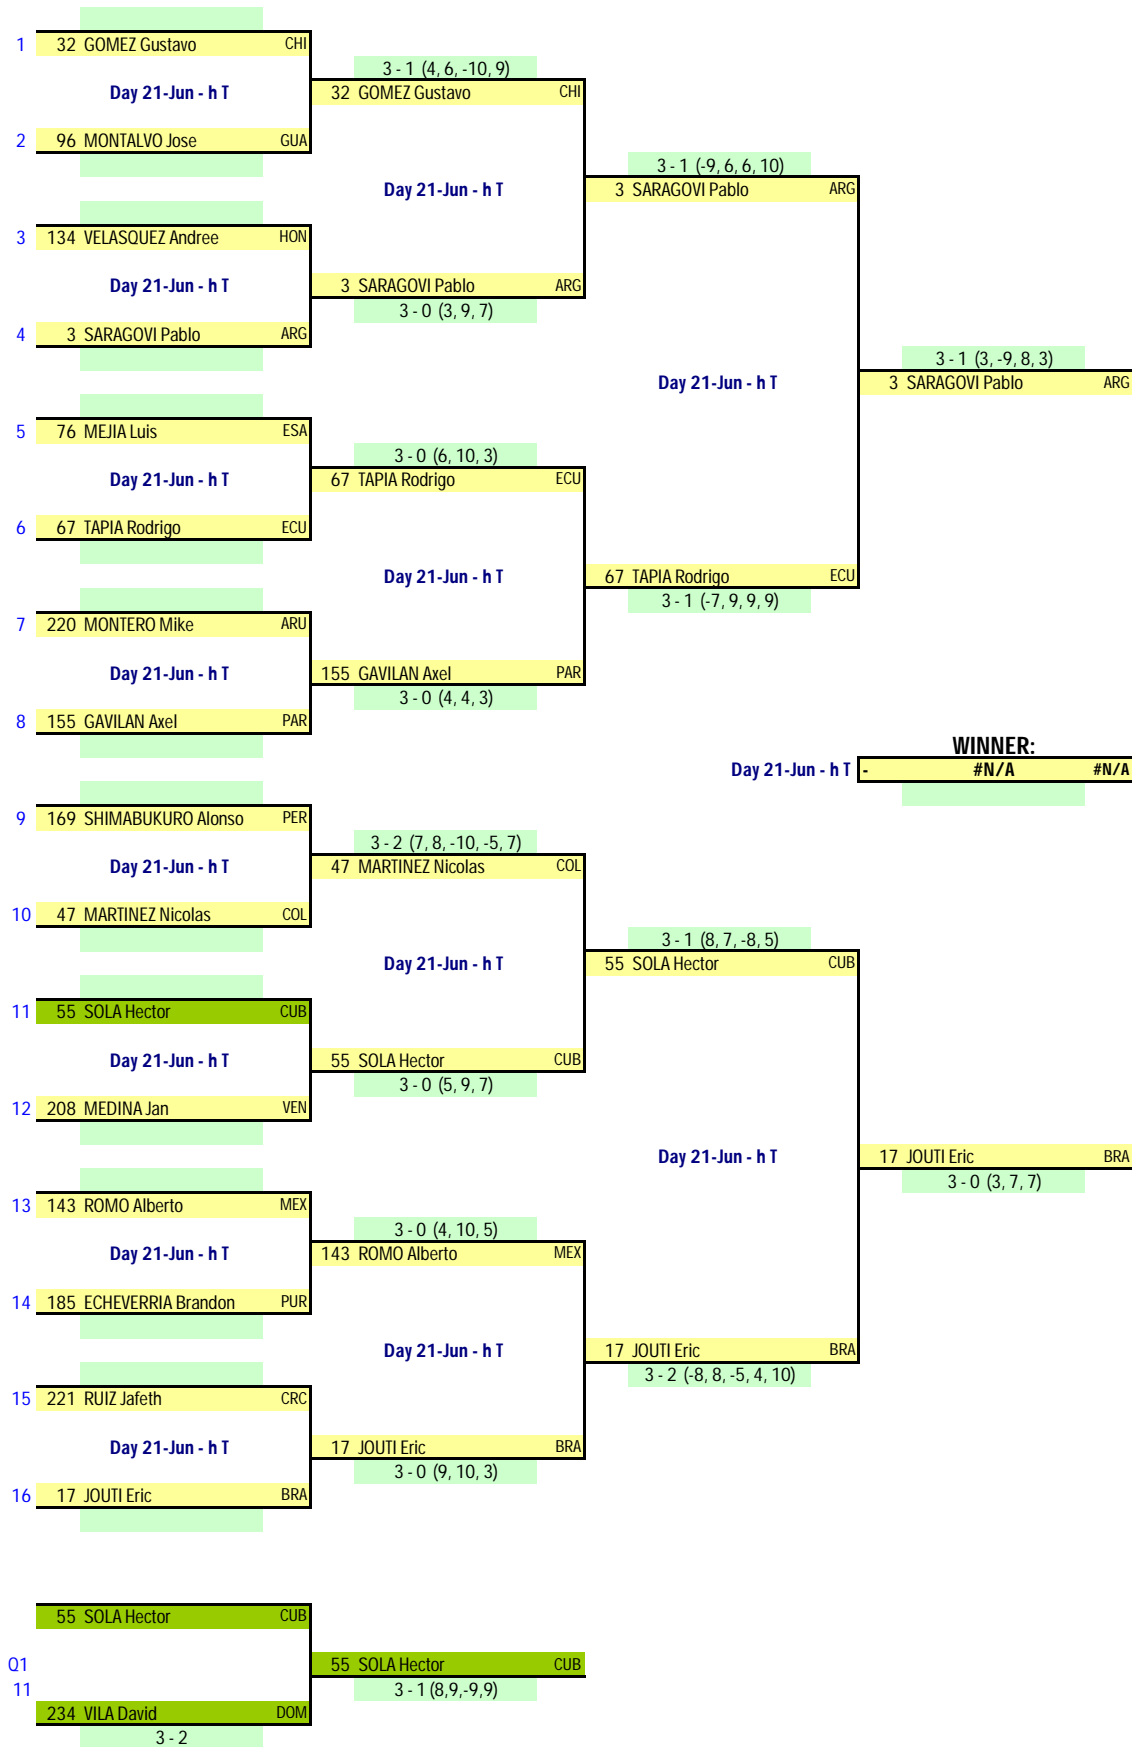 1 32 GOMEZ Gustavo CHI
3 - 1 (4, 6, -10, 9)
Day 21-Jun - h T
32 GOMEZ Gustavo CHI
2 96 MONTALVO Jose GUA
3 - 1 (-9, 6, 6, 10)
Day 21-Jun - h T
3 SARAGOVI Pablo ARG
3 134 VELASQUEZ Andree HON
Day 21-Jun - h T
3 SARAGOVI Pablo ARG
3 - 0 (3, 9, 7)
4 3 SARAGOVI Pablo ARG
3 - 1 (3, -9, 8, 3)
Day 21-Jun - h T
3 SARAGOVI Pablo ARG
5 76 MEJIA Luis ESA
3 - 0 (6, 10, 3)
Day 21-Jun - h T
67 TAPIA Rodrigo ECU
6 67 TAPIA Rodrigo ECU
Day 21-Jun - h T
67 TAPIA Rodrigo ECU
3 - 1 (-7, 9, 9, 9)
7 220 MONTERO Mike ARU
Day 21-Jun - h T
155 GAVILAN Axel PAR
3 - 0 (4, 4, 3)
8 155 GAVILAN Axel PAR
WINNER:
Day 21-Jun - h T - #N/A #N/A
9 169 SHIMABUKURO Alonso PER
3 - 2 (7, 8, -10, -5, 7)
Day 21-Jun - h T
47 MARTINEZ Nicolas COL
10 47 MARTINEZ Nicolas COL
3 - 1 (8, 7, -8, 5)
Day 21-Jun - h T
55 SOLA Hector CUB
11 55 SOLA Hector CUB
Day 21-Jun - h T
55 SOLA Hector CUB
3 - 0 (5, 9, 7)
12 208 MEDINA Jan VEN
Day 21-Jun - h T
17 JOUTI Eric BRA
3 - 0 (3, 7, 7)
13 143 ROMO Alberto MEX
3 - 0 (4, 10, 5)
Day 21-Jun - h T
143 ROMO Alberto MEX
14 185 ECHEVERRIA Brandon PUR
Day 21-Jun - h T
17 JOUTI Eric BRA
3 - 2 (-8, 8, -5, 4, 10)
15 221 RUIZ Jafeth CRC
Day 21-Jun - h T
17 JOUTI Eric BRA
3 - 0 (9, 10, 3)
16 17 JOUTI Eric BRA
55 SOLA Hector CUB
Q1
55 SOLA Hector CUB
11
3 - 1 (8,9,-9,9)
234 VILA David DOM
3 - 2